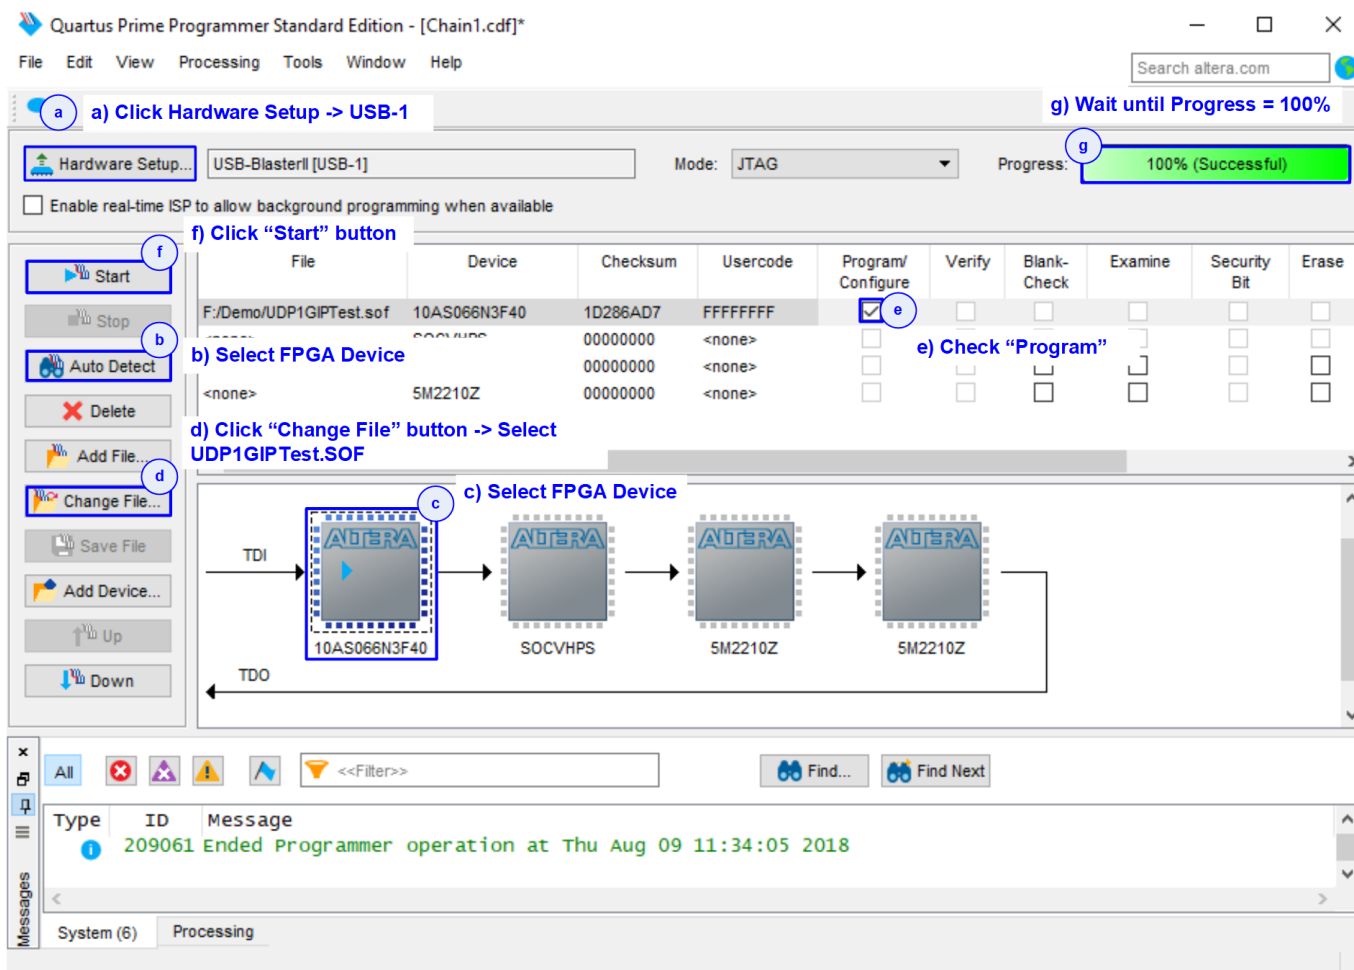 Quartus Prime Programmer Standard Edition - [Chain1.cdf]*
File Edit View Processing Tools Window Help
Search altera.com
a a) Click Hardware Setup -> USB-1
g) Wait until Progress = 100%
g
Hardware Setup... USB-BlasterII [USB-1] Mode: JTAG Progress: 100% (Successful)
Enable real-time ISP to allow background programming when available
f) Click “Start” button
f
File Device Checksum Usercode Program/ Configure Verify Blank- Check Examine Security Bit Erase
Start
F:/Demo/UDP1GIPTest.sof 10AS066N3F40 1D286AD7 FFFFFFFF e
Stop
<none> SOCVHPS 00000000 <none>
b
b) Select FPGA Device
e) Check “Program”
Auto Detect
00000000 <none>
<none> 5M2210Z 00000000 <none>
Delete
d) Click “Change File” button -> Select
UDP1GIPTest.SOF
Add File...
d
Change File...
c c) Select FPGA Device
Save File
Add Device...
Up
Down
TDI
ALTERA ALTERA ALTERA ALTERA
10AS066N3F40 SOCVHPS 5M2210Z 5M2210Z
TDO
All <<Filter>> Find... Find Next
Type ID Message
209061 Ended Programmer operation at Thu Aug 09 11:34:05 2018
Messages
System (6) Processing